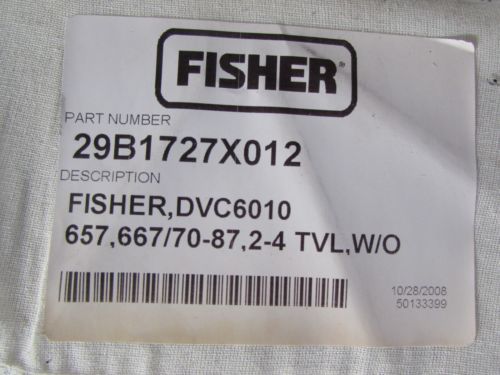 FISHER®
PART NUMBER
29B1727X012
DESCRIPTION
FISHER,DVC6010
657,667/70-87,2-4 TVL,W/O
10/28/2008
50133399